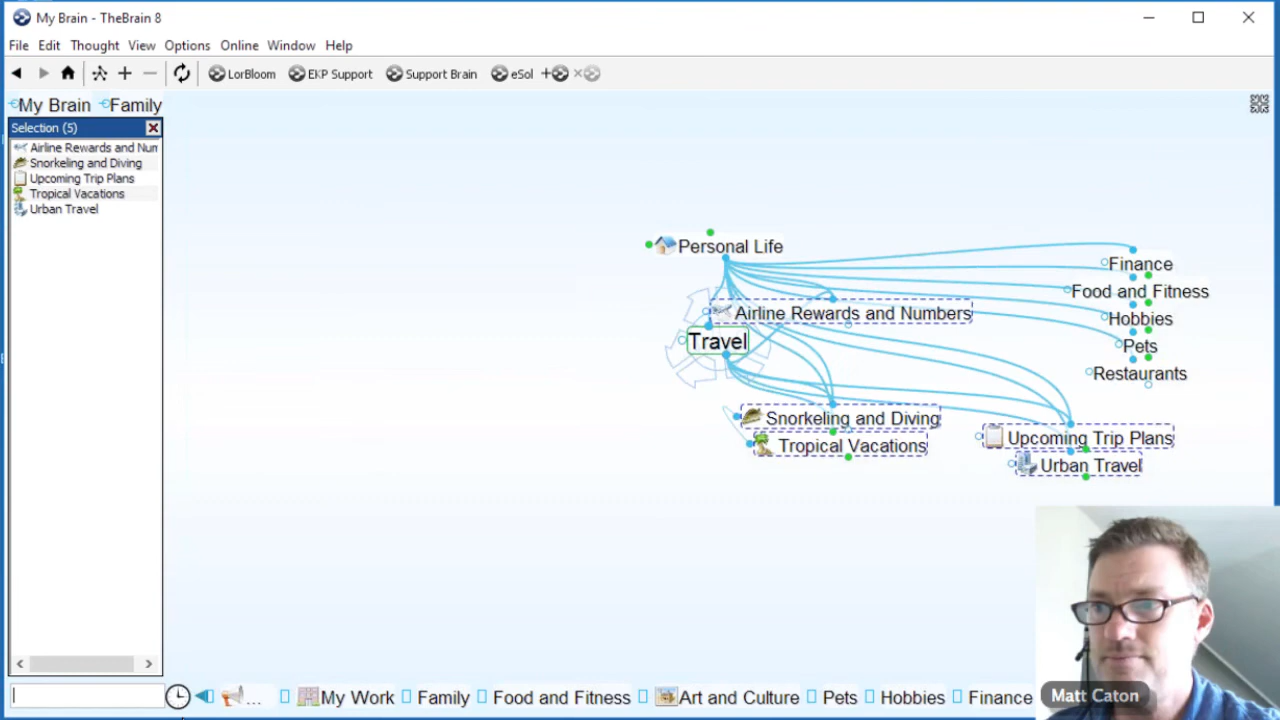 My Brain - TheBrain 8
File Edit Thought View Options Online Window Help
LorBloom EKP Support Support Brain eSol
My Brain Family
Selection (5)
Airline Rewards and Num
Snorkeling and Diving
Upcoming Trip Plans
Tropical Vacations
Urban Travel
Personal Life
Finance
Food and Fitness
Hobbies
Pets
Restaurants
Airline Rewards and Numbers
Travel
Snorkeling and Diving
Tropical Vacations
Upcoming Trip Plans
Urban Travel
... My Work Family Food and Fitness Art and Culture Pets Hobbies Finance
Matt Caton